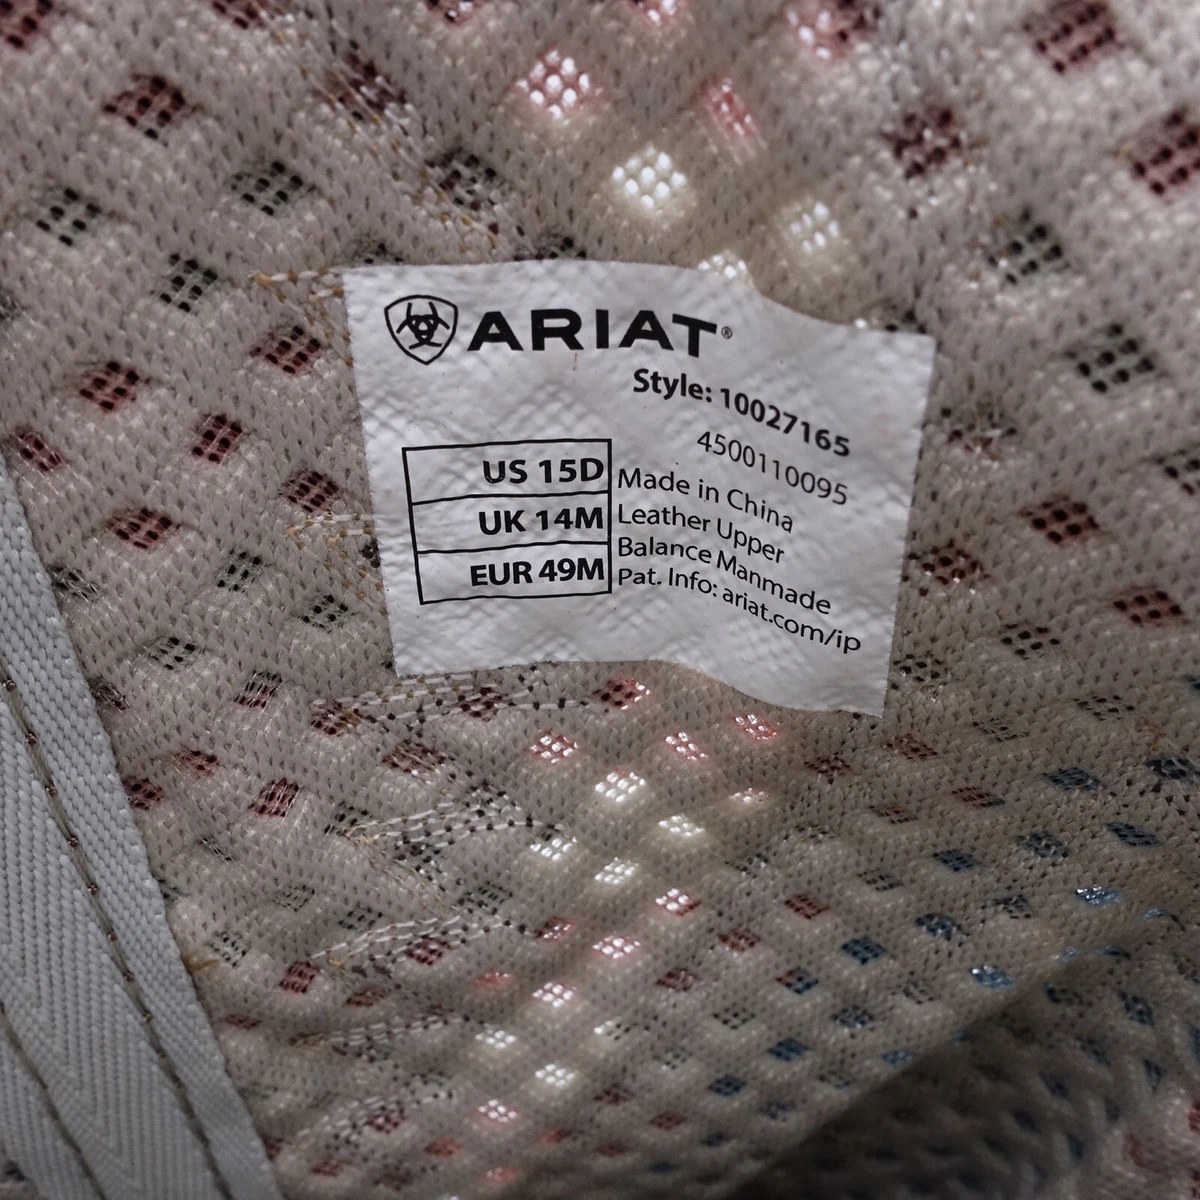 ARIAT®
Style: 10027165
4500110095
US 15D
UK 14M
EUR 49M
Made in China
Leather Upper
Balance Manmade
Pat. Info: ariat.com/ip